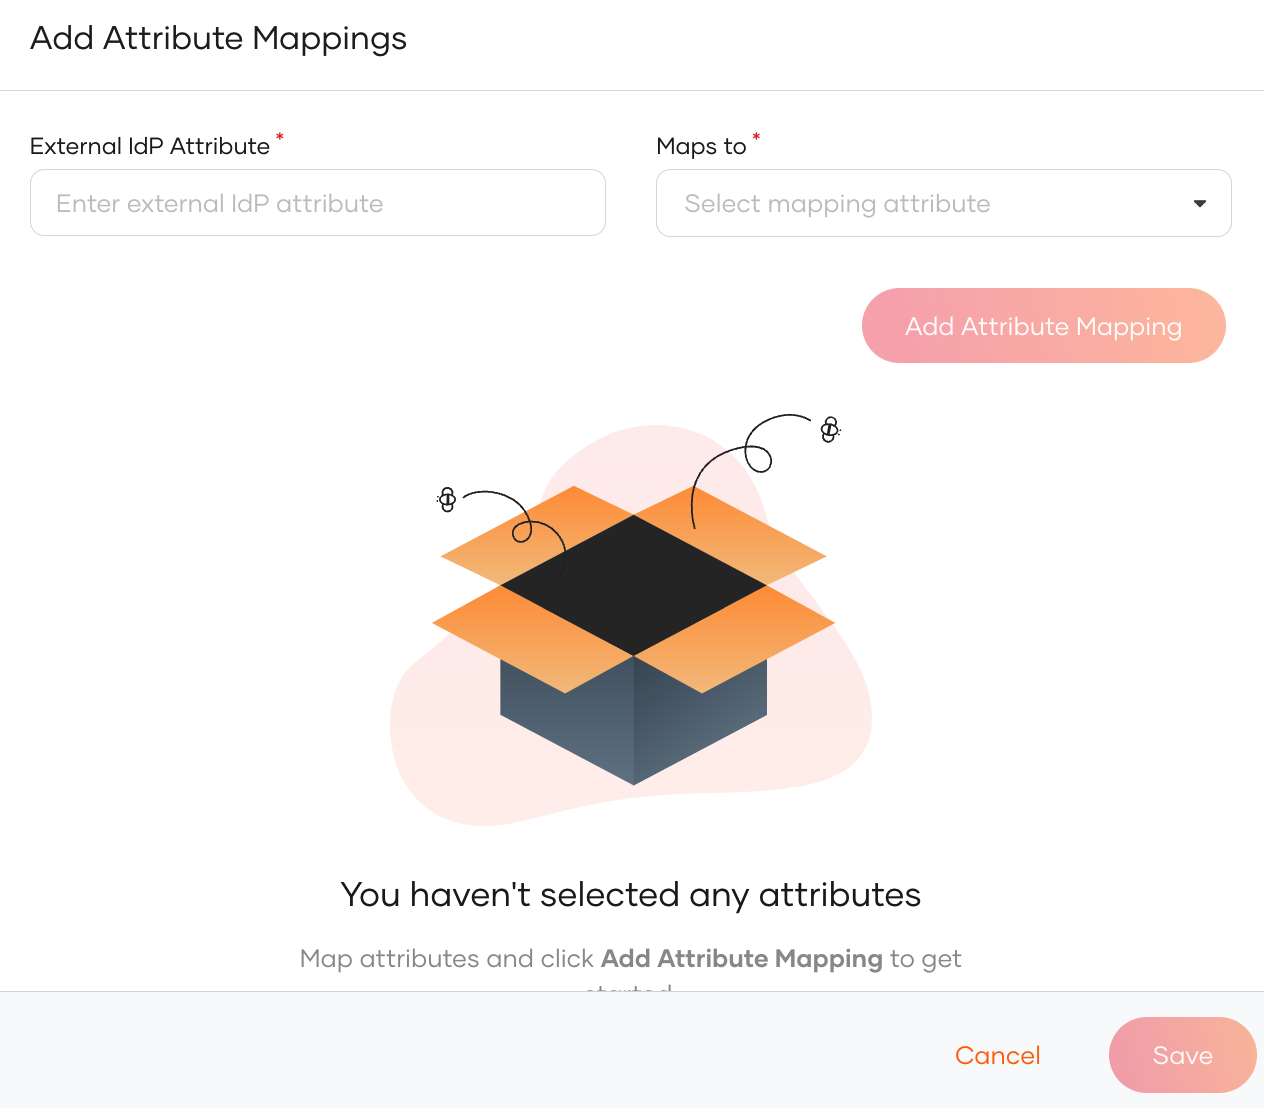 Add Attribute Mappings
External IdP Attribute *
Maps to *
Enter external IdP attribute
Select mapping attribute
Add Attribute Mapping
You haven't selected any attributes
Map attributes and click Add Attribute Mapping to get
Cancel
Save